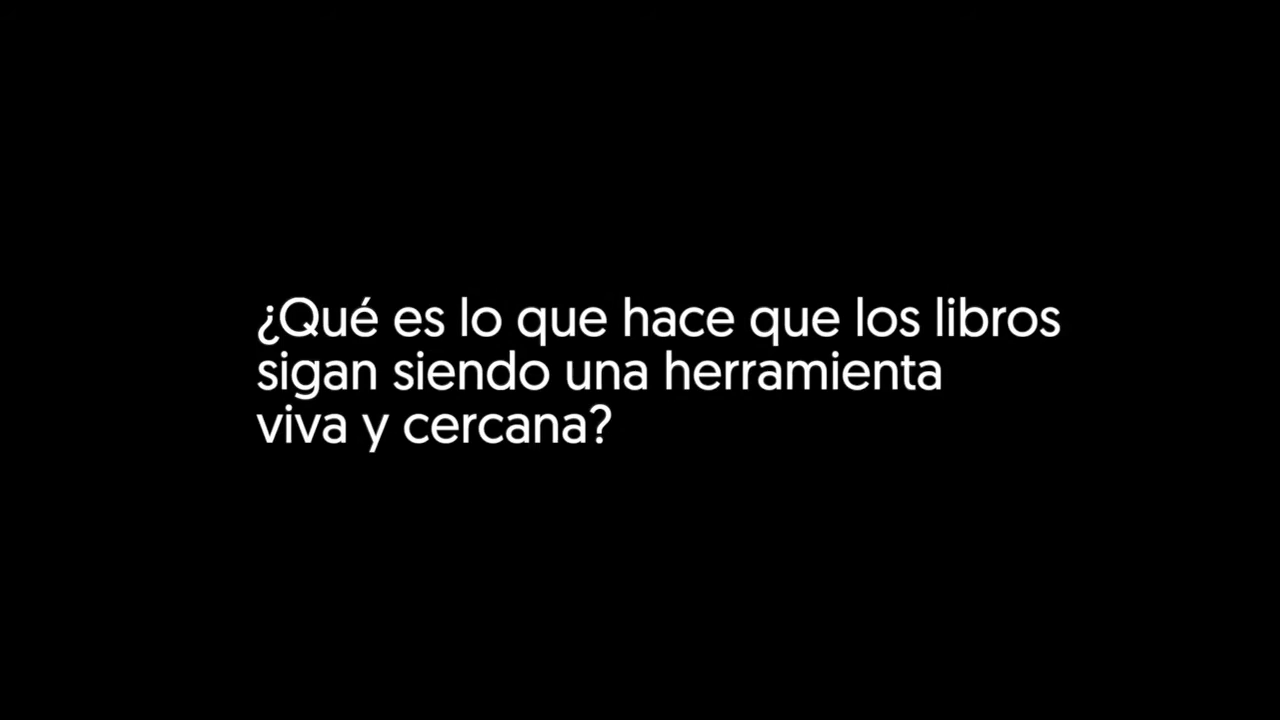 ¿Qué es lo que hace que los libros
sigan siendo una herramienta
viva y cercana?